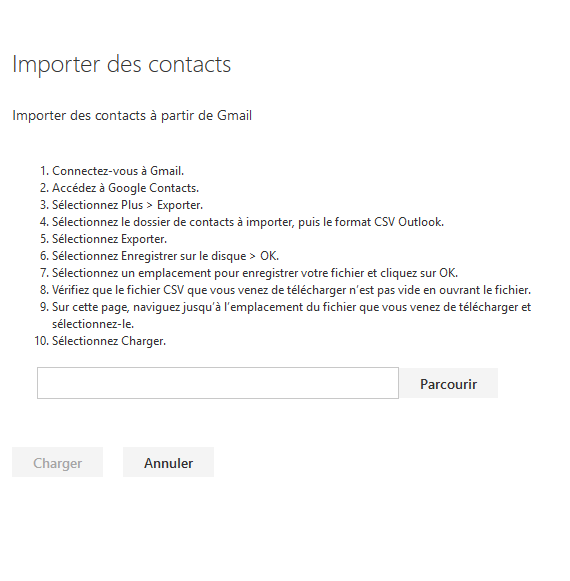 Importer des contacts
Importer des contacts à partir de Gmail
1. Connectez-vous à Gmail.
2. Accédez à Google Contacts.
3. Sélectionnez Plus > Exporter.
4. Sélectionnez le dossier de contacts à importer, puis le format CSV Outlook.
5. Sélectionnez Exporter.
6. Sélectionnez Enregistrer sur le disque > OK.
7. Sélectionnez un emplacement pour enregistrer votre fichier et cliquez sur OK.
8. Vérifiez que le fichier CSV que vous venez de télécharger n'est pas vide en ouvrant le fichier.
9. Sur cette page, naviguez jusqu'à l'emplacement du fichier que vous venez de télécharger et
sélectionnez-le.
10. Sélectionnez Charger.
Parcourir
Charger
Annuler